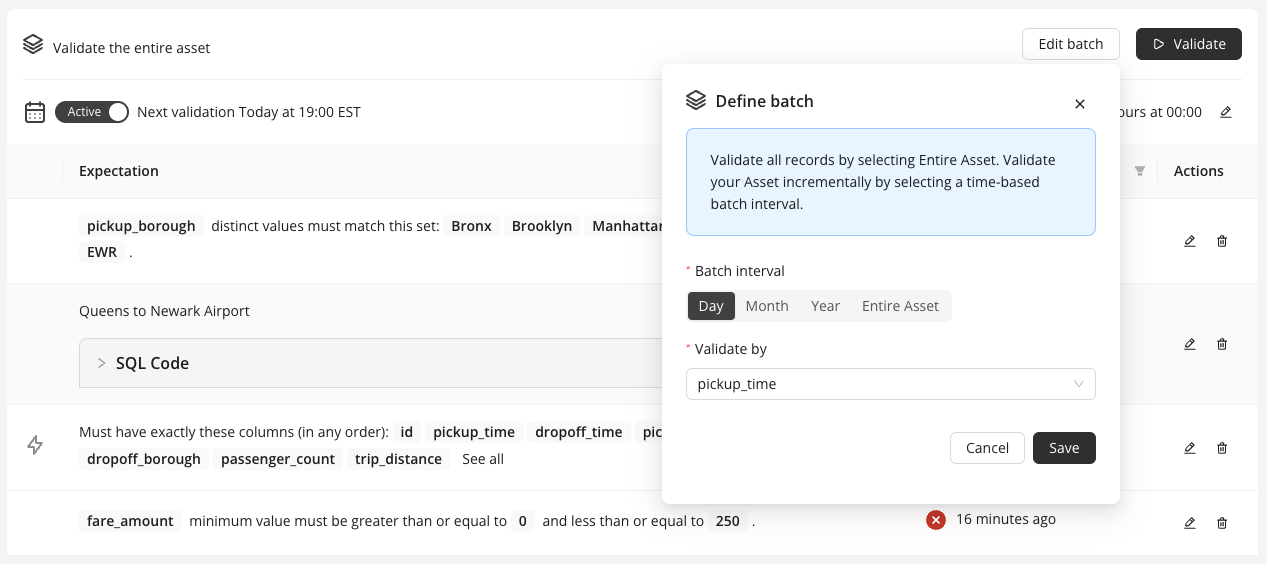 Validate the entire asset
Edit batch
Validate
Active
Next validation Today at 19:00 EST
at 00:00
Expectation
Actions
pickup_borough distinct values must match this set: Bronx Brooklyn
EWR .
Queens to Newark Airport
SQL Code
Must have exactly these columns (in any order): id pickup_time dropoff_time
dropoff_borough passenger_count trip_distance See all
fare_amount minimum value must be greater than or equal to 0 and less than or equal to 250 .
16 minutes ago
Define batch
Validate all records by selecting Entire Asset. Validate
your Asset incrementally by selecting a time-based
batch interval.
* Batch interval
Day Month Year Entire Asset
* Validate by
pickup_time
Cancel
Save